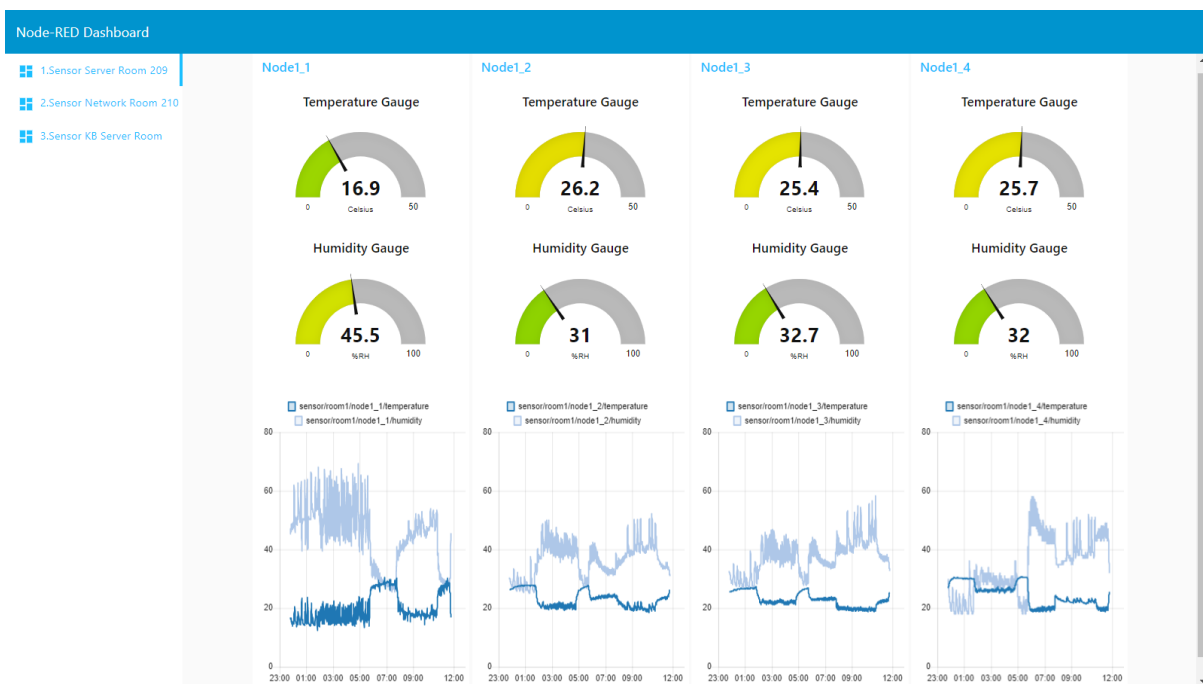 Node-RED Dashboard
1.Sensor Server Room 209
2.Sensor Network Room 210
3.Sensor KB Server Room
Node1_1
Temperature Gauge
16.9
0
Celsius
50
Humidity Gauge
45.5
0
%RH
100
sensor/room1/node1_1/temperature
sensor/room1/node1_1/humidity
80
60
40
20
0
23:00 01:00 03:00 05:00 07:00 09:00 12:00
Node1_2
Temperature Gauge
26.2
0
Celsius
50
Humidity Gauge
31
0
%RH
100
sensor/room1/node1_2/temperature
sensor/room1/node1_2/humidity
80
60
40
20
0
23:00 01:00 03:00 05:00 07:00 09:00 12:00
Node1_3
Temperature Gauge
25.4
0
Celsius
50
Humidity Gauge
32.7
0
%RH
100
sensor/room1/node1_3/temperature
sensor/room1/node1_3/humidity
80
60
40
20
0
23:00 01:00 03:00 05:00 07:00 09:00 12:00
Node1_4
Temperature Gauge
25.7
0
Celsius
50
Humidity Gauge
32
0
%RH
100
sensor/room1/node1_4/temperature
sensor/room1/node1_4/humidity
80
60
40
20
0
23:00 01:00 03:00 05:00 07:00 09:00 12:00